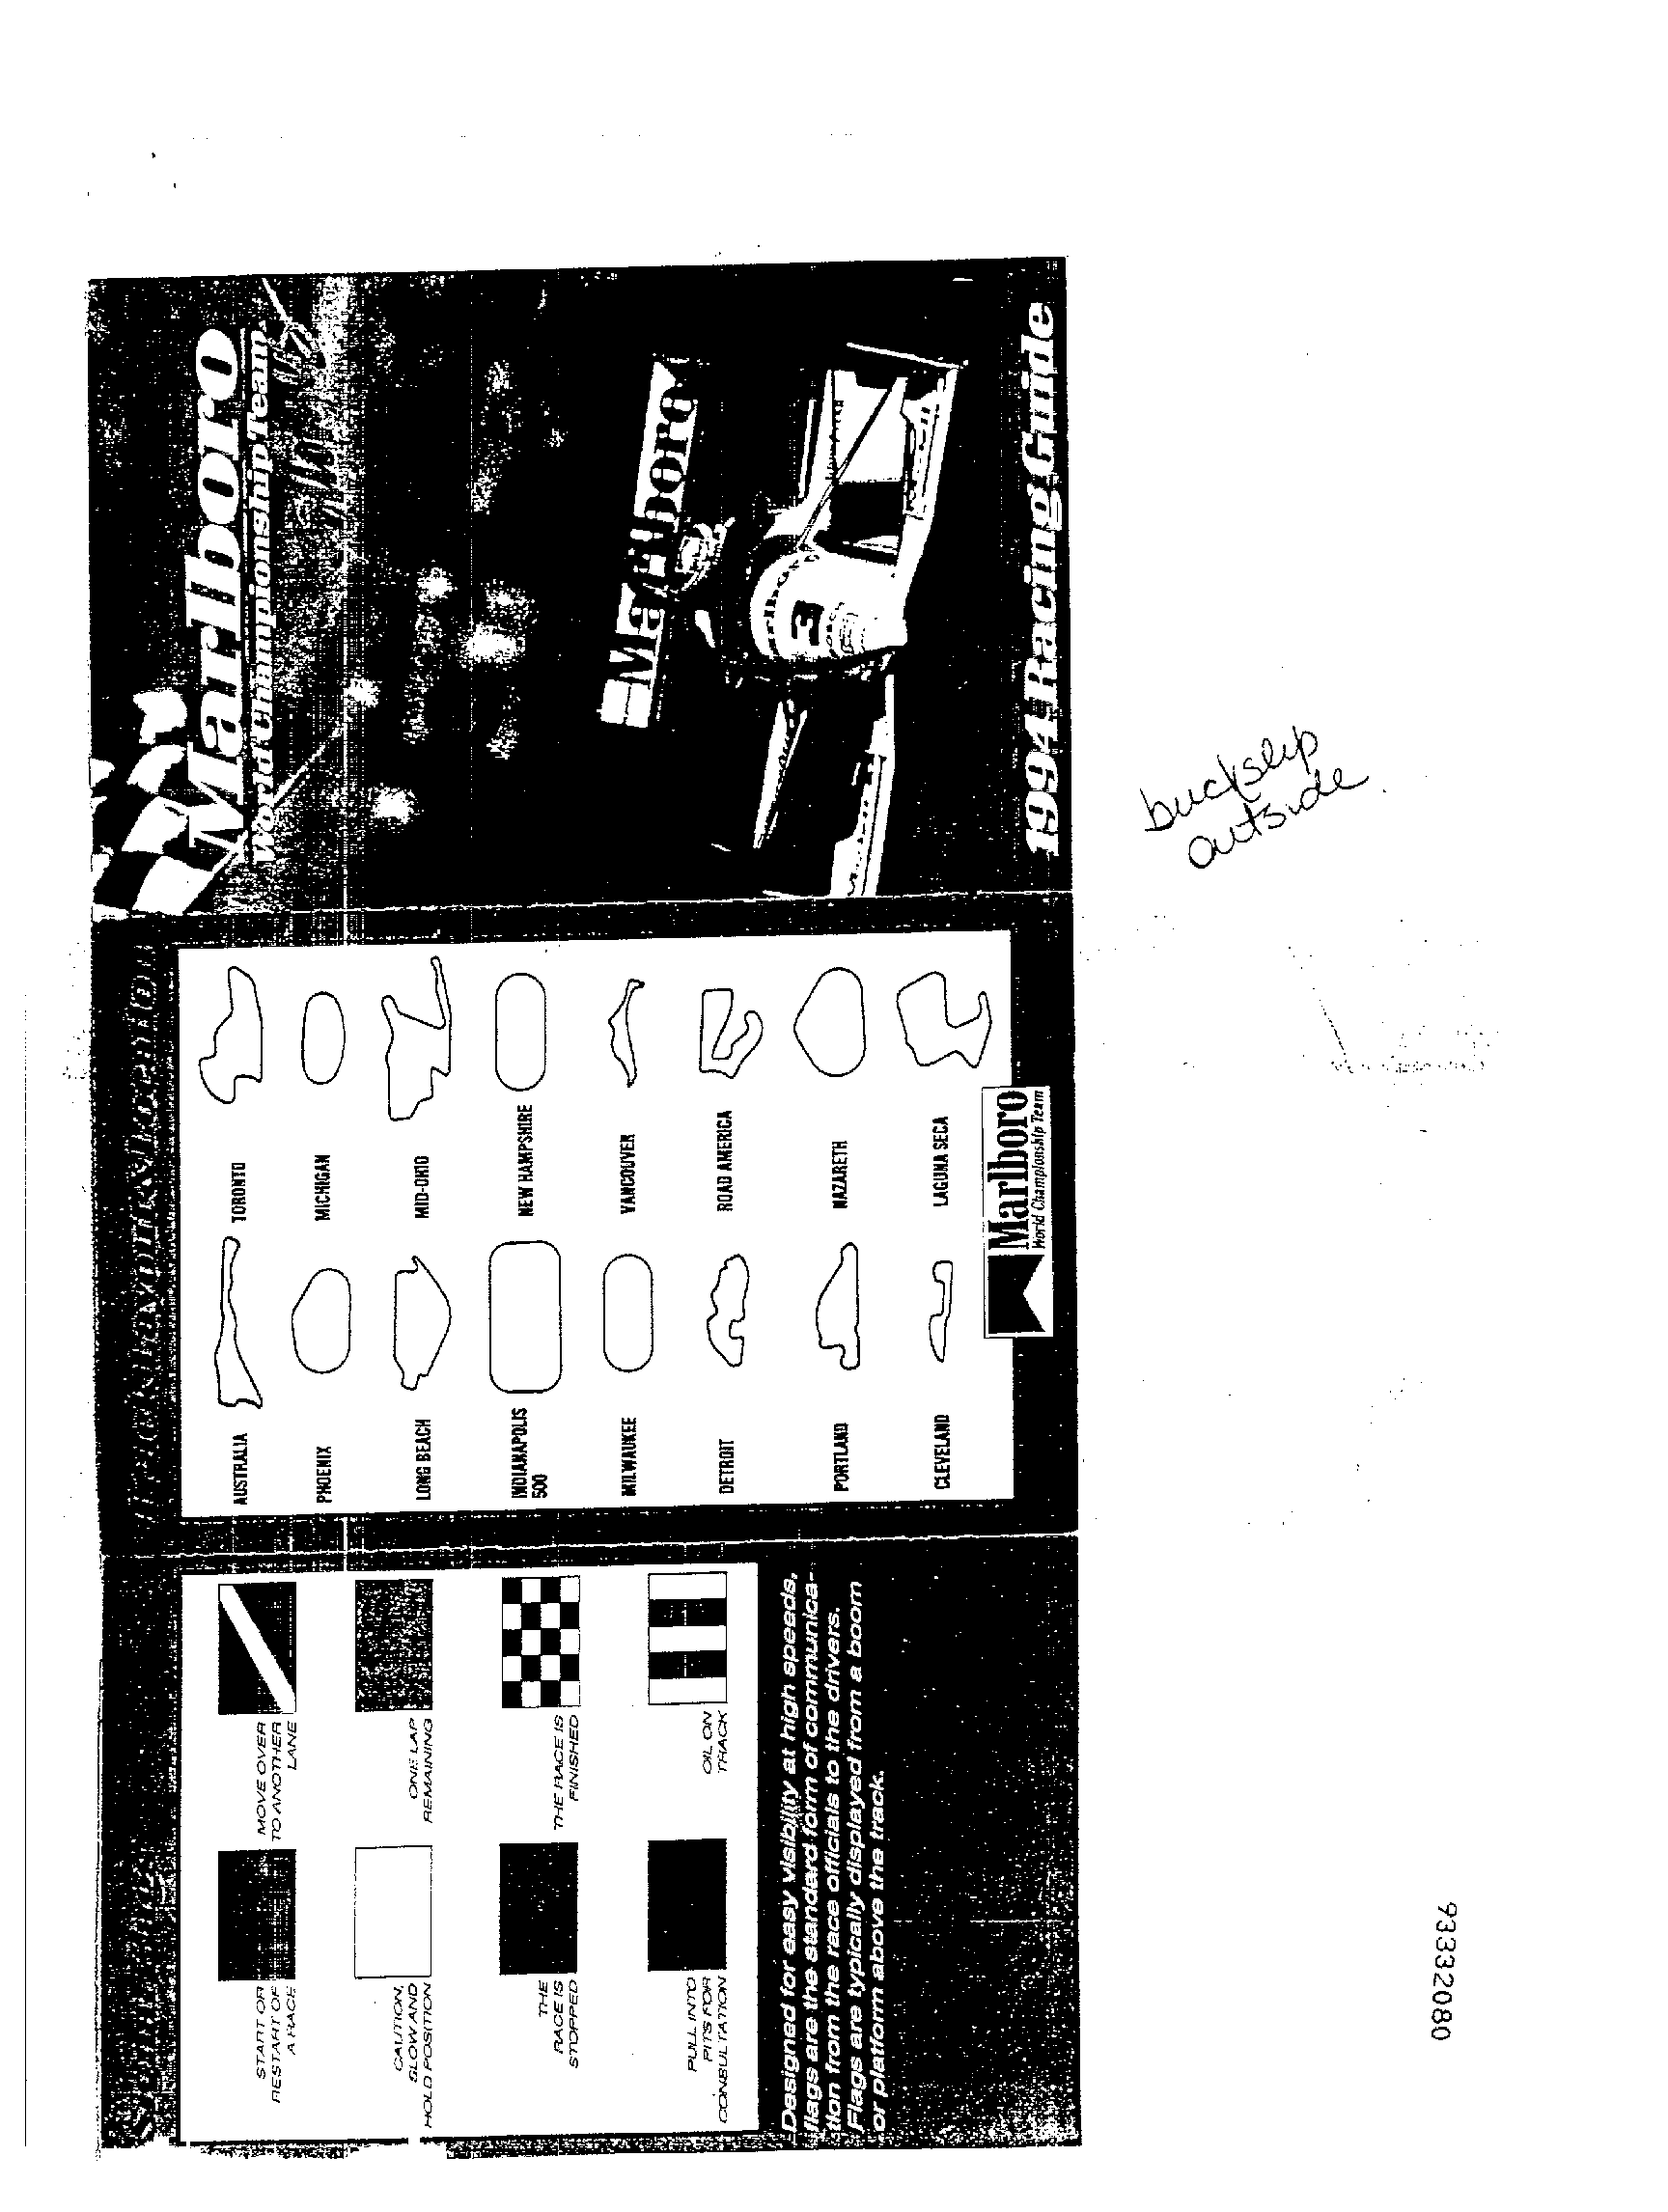 Marlboro
World Championship Team
Marlboro
3
1994 Racing Guide
buckslip
outside
TORONTO
MICHIGAN
MID-OHIO
NEW HAMPSHIRE
VANCOUVER
ROAD AMERICA
NAZARETH
LAGUNA SECA
AUSTRALIA
PHOENIX
LONG BEACH
INDIANAPOLIS
500
MILWAUKEE
DETROIT
PORTLAND
CLEVELAND
Marlboro
World Championship Team
MOVE OVER
TO ANOTHER
LANE
ONE LAP
REMAINING
THE RACE IS
FINISHED
OIL ON
TRACK
START OR
RESTART OF
A RACE
CAUTION,
SLOW AND
HOLD POSITION
THE
RACE IS
STOPPED
PULL INTO
PITS FOR
CONSULTATION
Designed for easy visibility at high speeds,
flags are the standard form of communica-
tion from the race officials to the drivers.
Flags are typically displayed from a boom
or platform above the track.
93332080